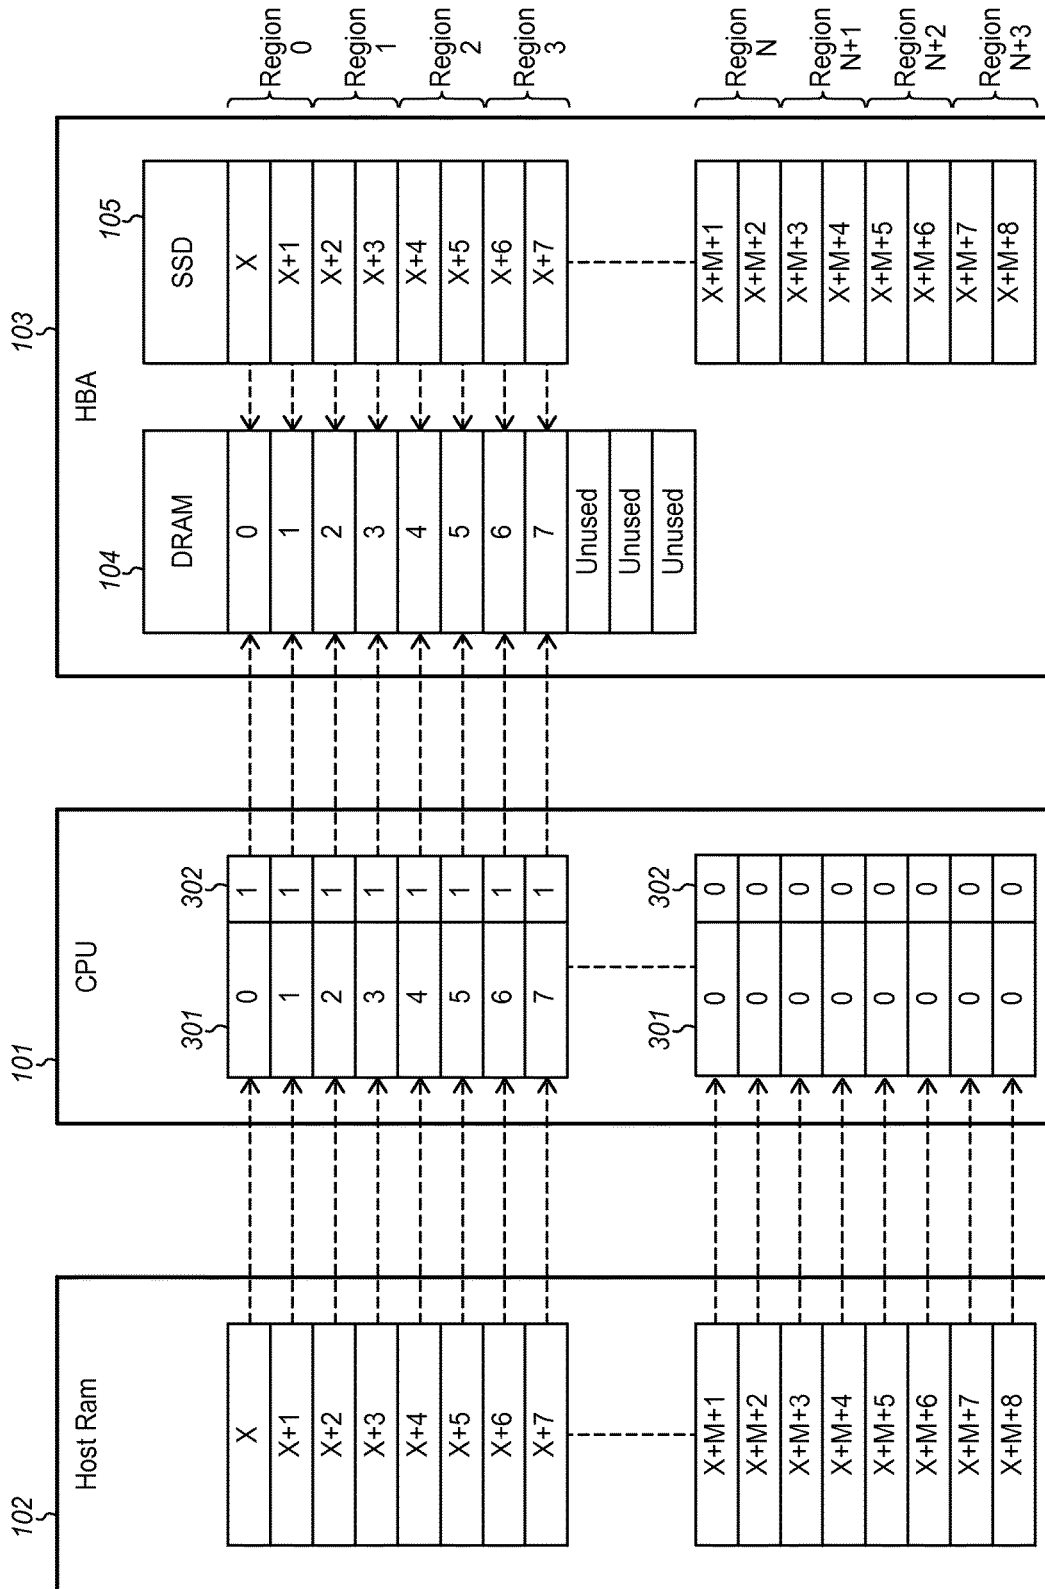 102
Host Ram
X
X+1
X+2
X+3
X+4
X+5
X+6
X+7
X+M+1
X+M+2
X+M+3
X+M+4
X+M+5
X+M+6
X+M+7
X+M+8
101
CPU
301
302
0 1
1 1
2 1
3 1
4 1
5 1
6 1
7 1
301
302
0 0
0 0
0 0
0 0
0 0
0 0
0 0
0 0
103
HBA
104
DRAM
0
1
2
3
4
5
6
7
Unused
Unused
Unused
105
SSD
X
X+1
X+2
X+3
X+4
X+5
X+6
X+7
X+M+1
X+M+2
X+M+3
X+M+4
X+M+5
X+M+6
X+M+7
X+M+8
Region
0
Region
1
Region
2
Region
3
Region
N
Region
N+1
Region
N+2
Region
N+3